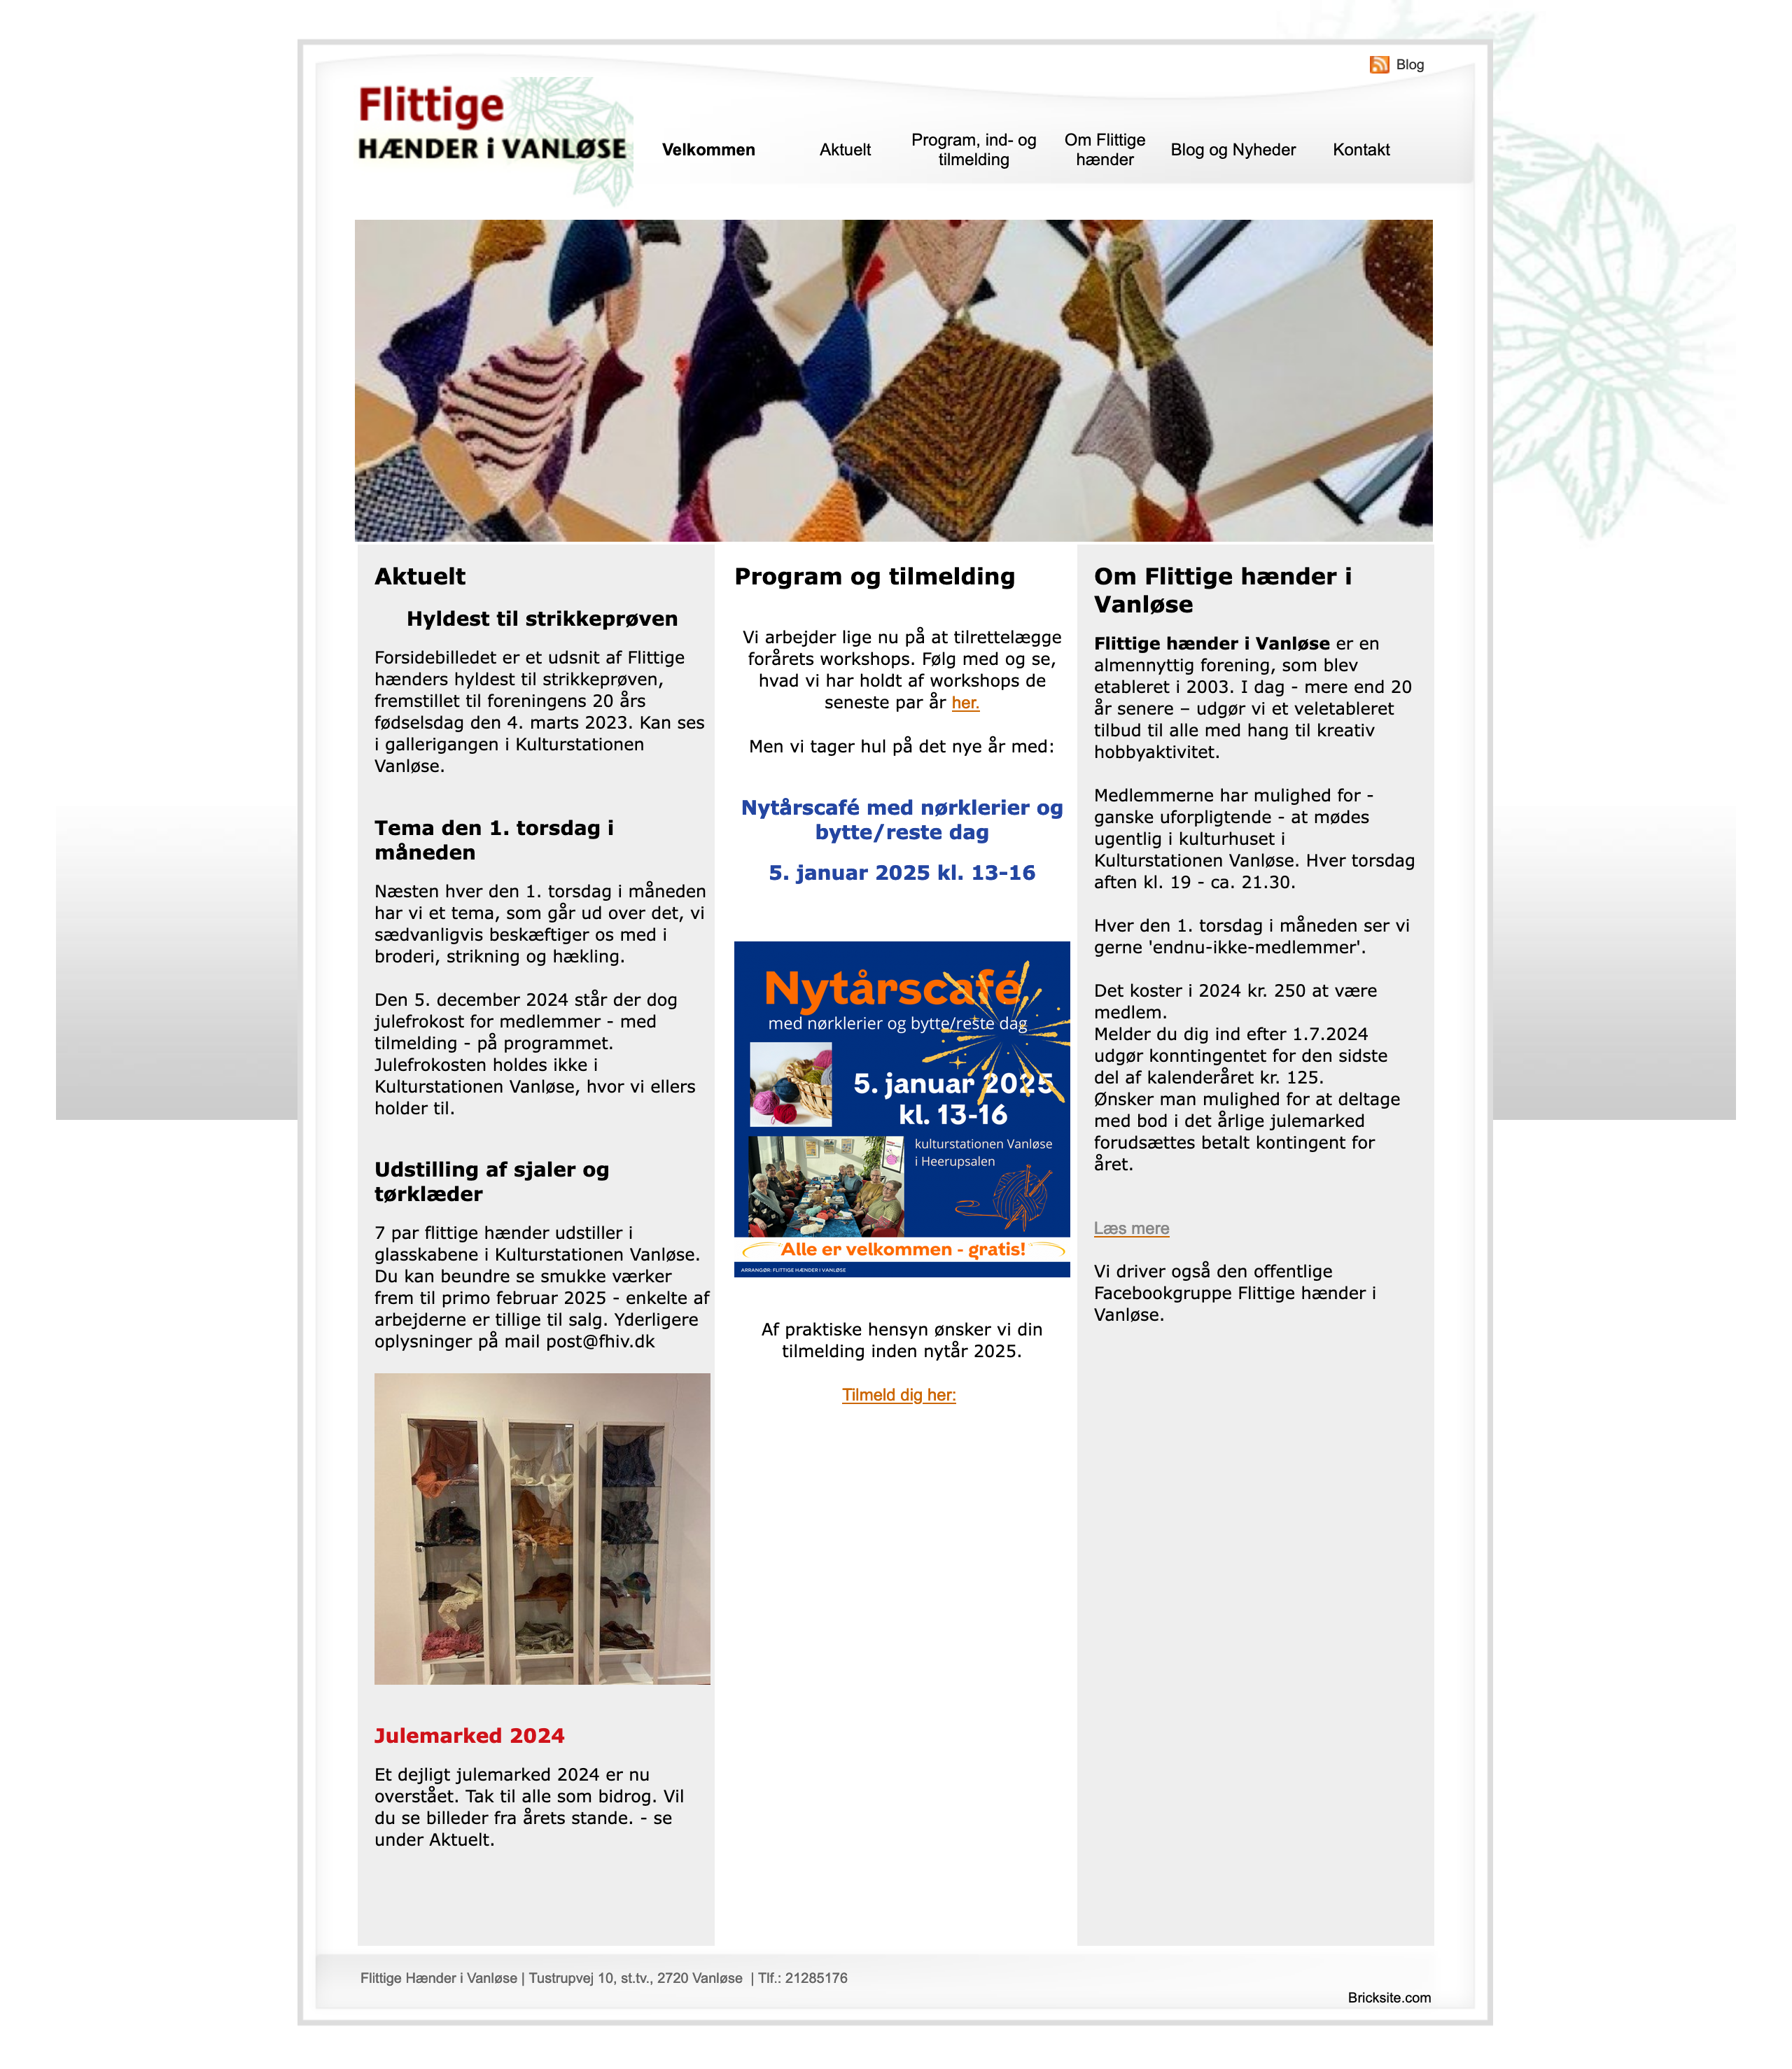 Blog
Flittige
HÆNDER i VANLØSE
Velkommen
Aktuelt
Program, ind- og
tilmelding
Om Flittige
hænder
Blog og Nyheder
Kontakt
Aktuelt
Hyldest til strikkeprøven
Forsidebilledet er et udsnit af Flittige
hænders hyldest til strikkeprøven,
fremstillet til foreningens 20 års
fødselsdag den 4. marts 2023. Kan ses
i gallerigangen i Kulturstationen
Vanløse.
Tema den 1. torsdag i
måneden
Næsten hver den 1. torsdag i måneden
har vi et tema, som går ud over det, vi
sædvanligvis beskæftiger os med i
broderi, strikning og hækling.
Den 5. december 2024 står der dog
julefrokost for medlemmer - med
tilmelding - på programmet.
Julefrokosten holdes ikke i
Kulturstationen Vanløse, hvor vi ellers
holder til.
Udstilling af sjaler og
tørklæder
7 par flittige hænder udstiller i
glasskabene i Kulturstationen Vanløse.
Du kan beundre se smukke værker
frem til primo februar 2025 - enkelte af
arbejderne er tillige til salg. Yderligere
oplysninger på mail post@fhiv.dk
Julemarked 2024
Et dejligt julemarked 2024 er nu
overstået. Tak til alle som bidrog. Vil
du se billeder fra årets stande. - se
under Aktuelt.
Program og tilmelding
Vi arbejder lige nu på at tilrettelægge
forårets workshops. Følg med og se,
hvad vi har holdt af workshops de
seneste par år her.
Men vi tager hul på det nye år med:
Nytårscafé med nørklerier og
bytte/reste dag
5. januar 2025 kl. 13-16
Nytårscafé
med nørklerier og bytte/reste dag
5. januar 2025
kl. 13-16
kulturstationen Vanløse
i Heerupsalen
Alle er velkommen - gratis!
ARRANGØR: FLITTIGE HÆNDER I VANLØSE
Af praktiske hensyn ønsker vi din
tilmelding inden nytår 2025.
Tilmeld dig her:
Om Flittige hænder i
Vanløse
Flittige hænder i Vanløse er en
almennyttig forening, som blev
etableret i 2003. I dag - mere end 20
år senere – udgør vi et veletableret
tilbud til alle med hang til kreativ
hobbyaktivitet.
Medlemmerne har mulighed for -
ganske uforpligtende - at mødes
ugentlig i kulturhuset i
Kulturstationen Vanløse. Hver torsdag
aften kl. 19 - ca. 21.30.
Hver den 1. torsdag i måneden ser vi
gerne 'endnu-ikke-medlemmer'.
Det koster i 2024 kr. 250 at være
medlem.
Melder du dig ind efter 1.7.2024
udgør konntingentet for den sidste
del af kalenderåret kr. 125.
Ønsker man mulighed for at deltage
med bod i det årlige julemarked
forudsættes betalt kontingent for
året.
Læs mere
Vi driver også den offentlige
Facebookgruppe Flittige hænder i
Vanløse.
Flittige Hænder i Vanløse | Tustrupvej 10, st.tv., 2720 Vanløse | Tlf.: 21285176
Bricksite.com